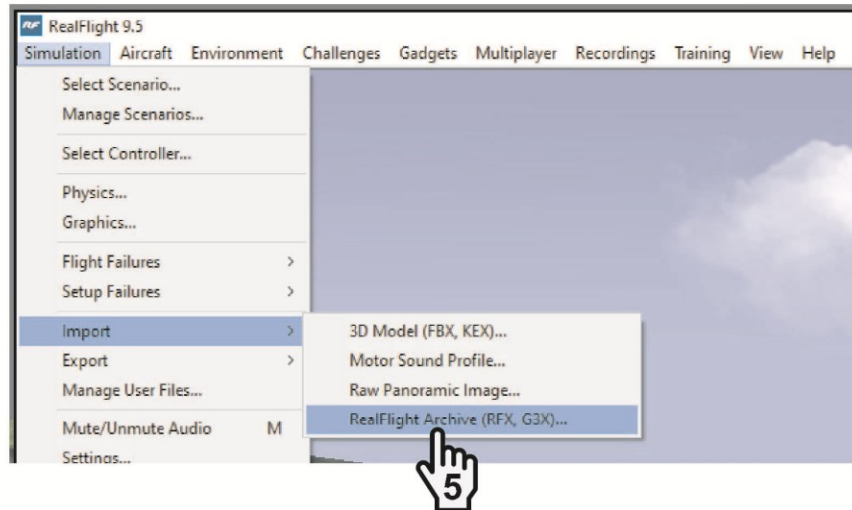 RF RealFlight 9.5
Simulation Aircraft Environment Challenges Gadgets Multiplayer Recordings Training View Help
Select Scenario...
Manage Scenarios...
Select Controller...
Physics...
Graphics...
Flight Failures >
Setup Failures >
Import >
3D Model (FBX, KEX)...
Export >
Motor Sound Profile...
Manage User Files...
Raw Panoramic Image...
RealFlight Archive (RFX, G3X)...
Mute/Unmute Audio M
Settings...
5